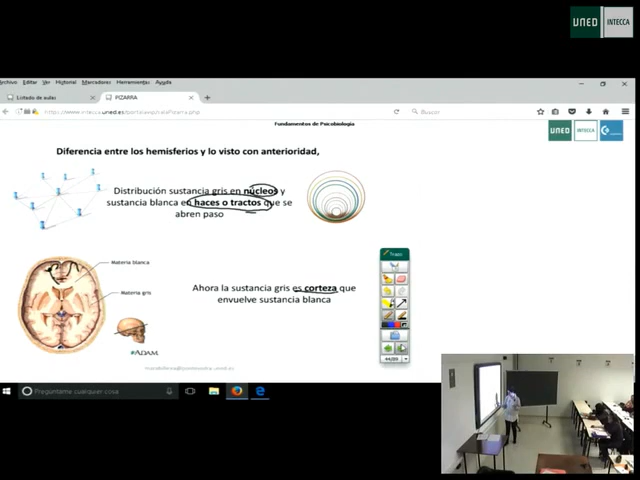 UNED INTECCA
Archivo Editar Ver Historial Marcadores Herramientas Ayuda
Listado de aulas
PIZARRA
Buscar
Fundamentos de Psicobiología
UNED INTECCA
Diferencia entre los hemisferios y lo visto con anterioridad,
Distribución sustancia gris en núcleos y
sustancia blanca en haces o tractos que se
abren paso
Materia blanca
Materia gris
Ahora la sustancia gris es corteza que
envuelve sustancia blanca
ADAM
Trazo
Pregúntame cualquier cosa